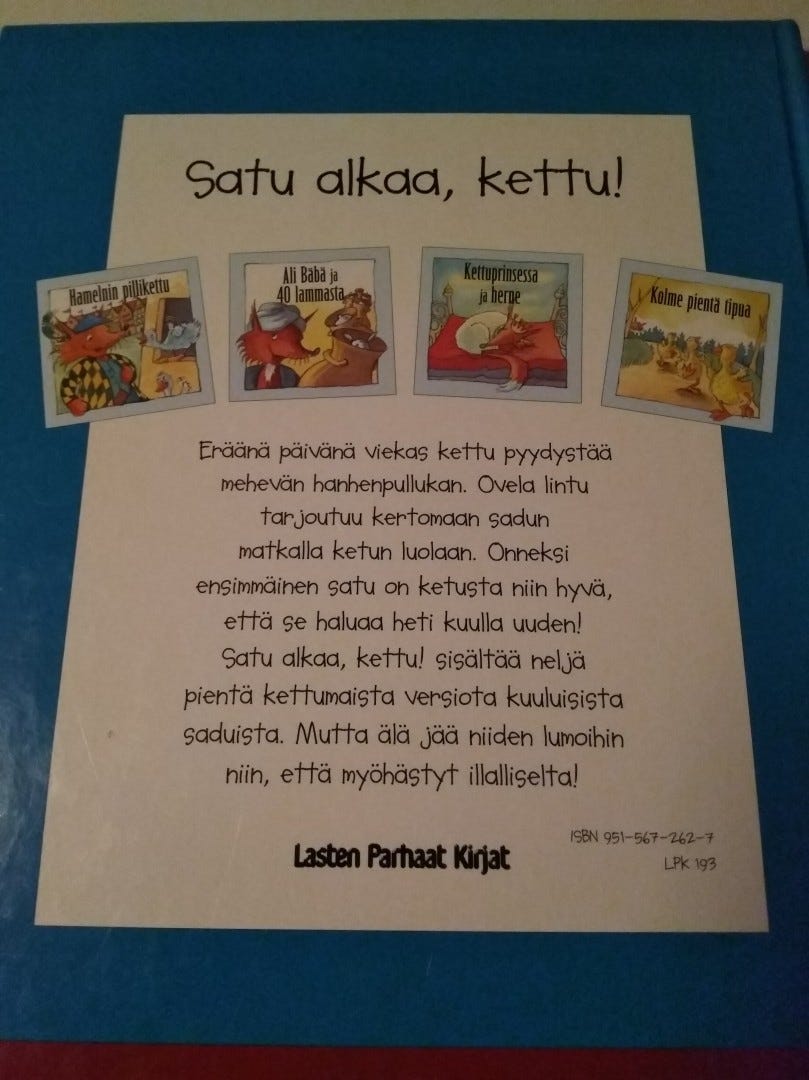 Satu alkaa, kettu!
Hamelnin pillikettu
Ali Baba ja
40 lammasta
Kettuprinsessa
ja herne
Kolme pientä tipua
Eräänä päivänä viekas kettu pyydystää
mehevän hanhenpullukan. Ovela lintu
tarjoutuu kertomaan sadun
matkalla ketun luolaan. Onneksi
ensimmäinen satu on ketusta niin hyvä,
että se haluaa heti kuulla uuden!
Satu alkaa, kettu! sisältää neljä
pientä kettumaista versiota kuuluisista
saduista. Mutta älä jää niiden lumoihin
niin, että myöhästyt illalliselta!
ISBN 951-567-262-7
Lasten Parhaat Kirjat
LPK 193